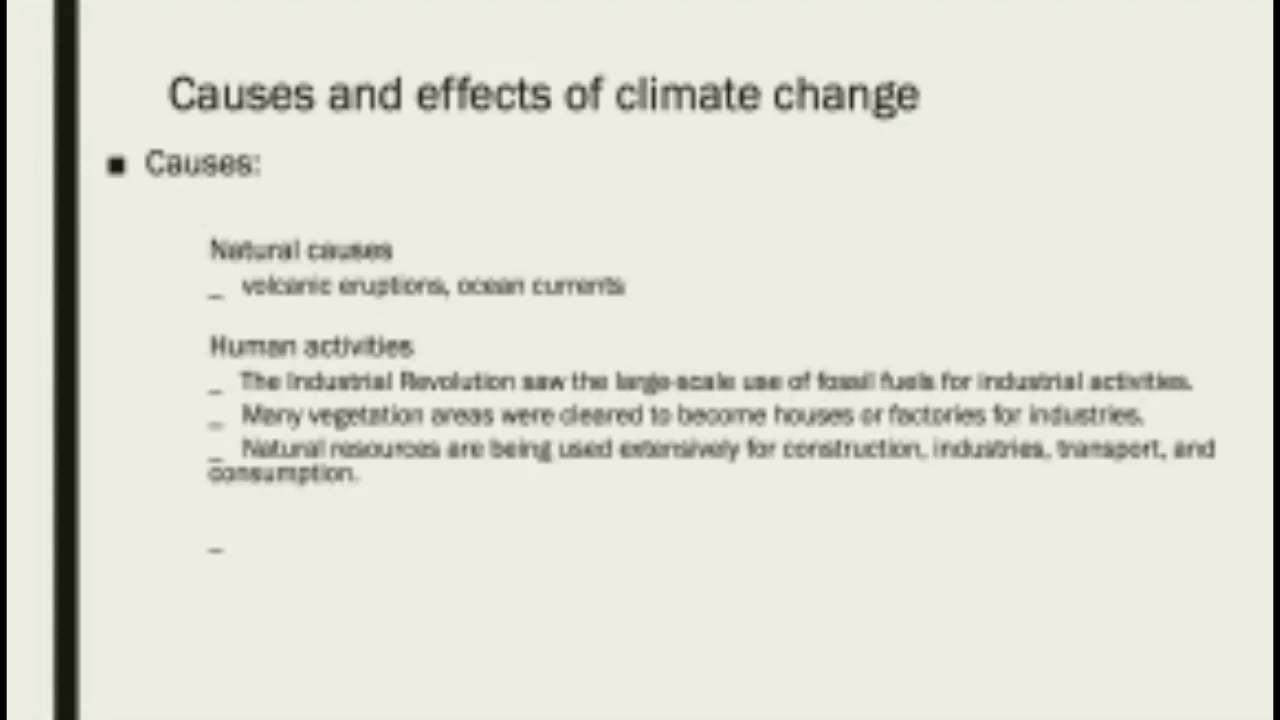 Causes and effects of climate change
■ Causes:
Natural causes
_ volcanic eruptions, ocean currents
Human activities
_ The Industrial Revolution saw the large-scale use of fossil fuels for industrial activities.
_ Many vegetation areas were cleared to become houses or factories for industries.
_ Natural resources are being used extensively for construction, industries, transport, and
consumption.
_